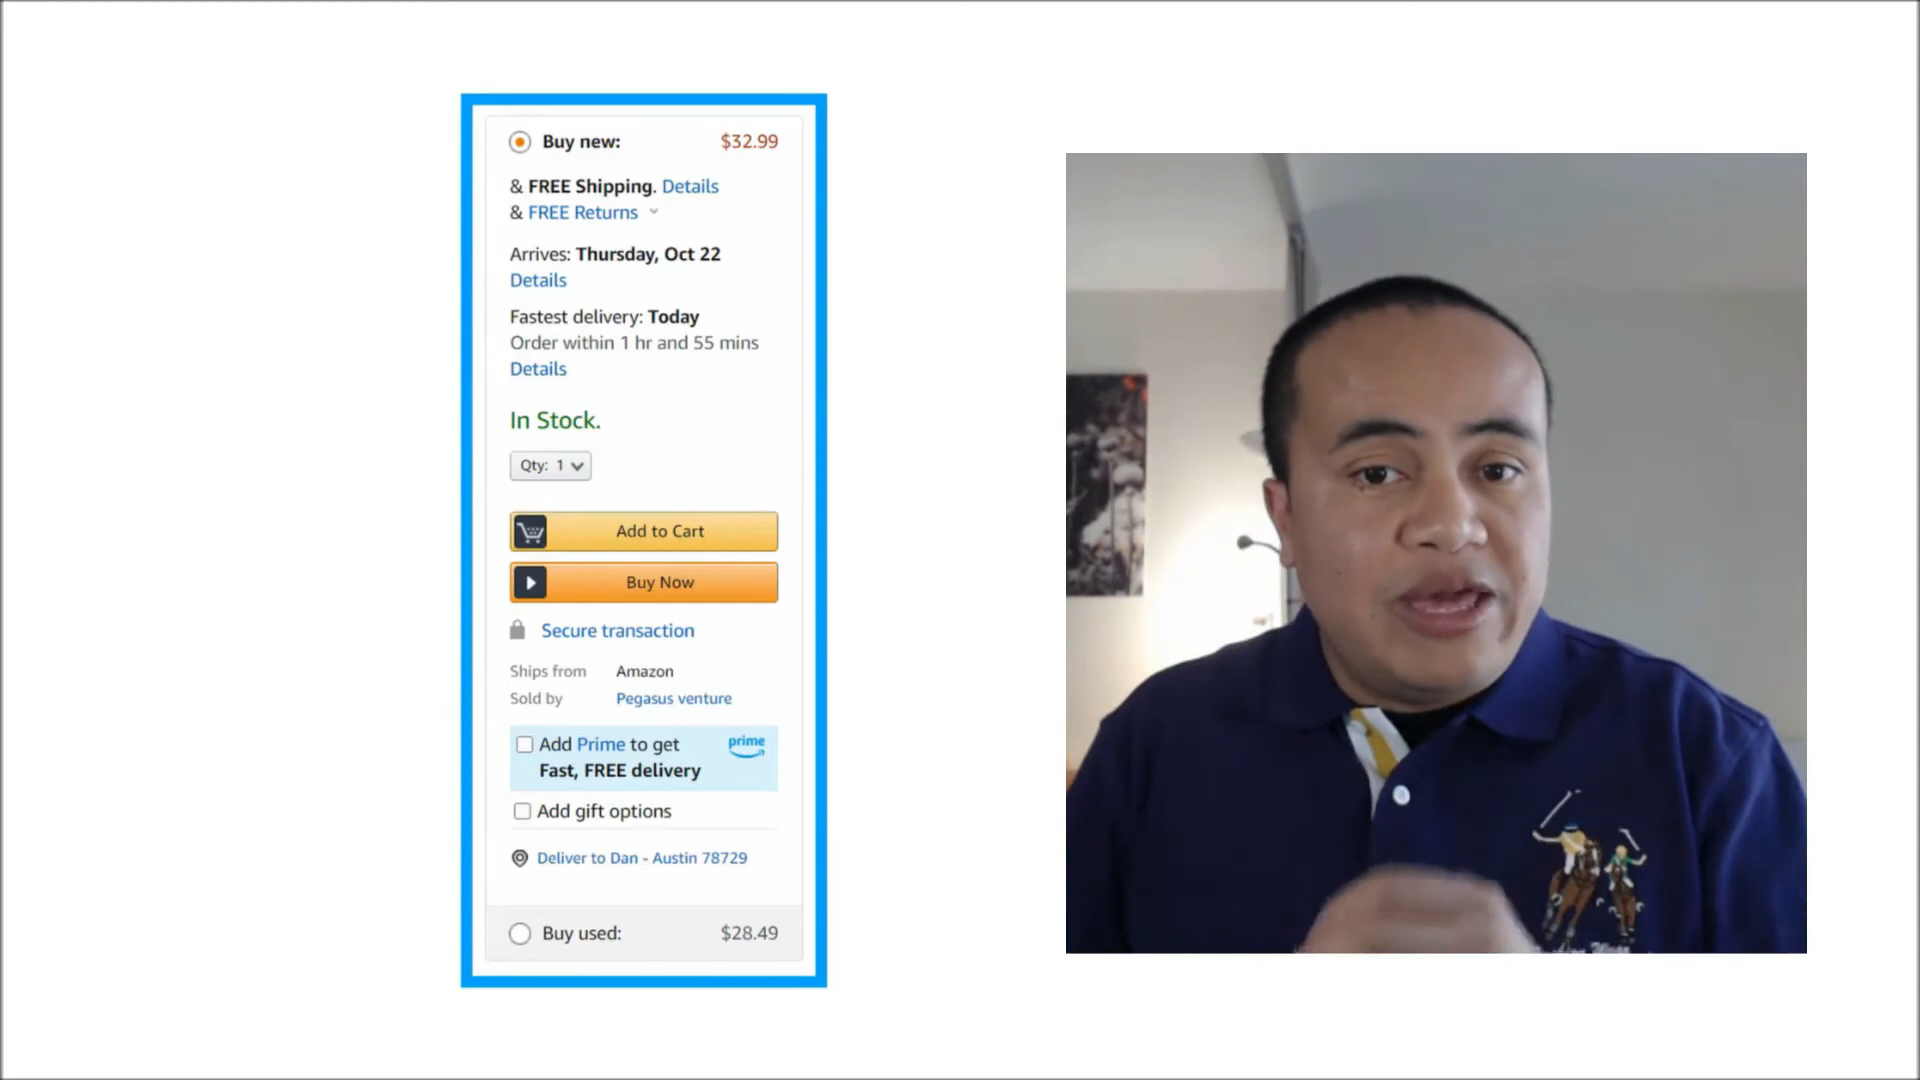 Buy new: $32.99
& FREE Shipping. Details
& FREE Returns
Arrives: Thursday, Oct 22
Details
Fastest delivery: Today
Order within 1 hr and 55 mins
Details
In Stock.
Qty: 1
Add to Cart
Buy Now
Secure transaction
Ships from Amazon
Sold by Pegasus venture
Add Prime to get prime
Fast, FREE delivery
Add gift options
Deliver to Dan - Austin 78729
Buy used: $28.49